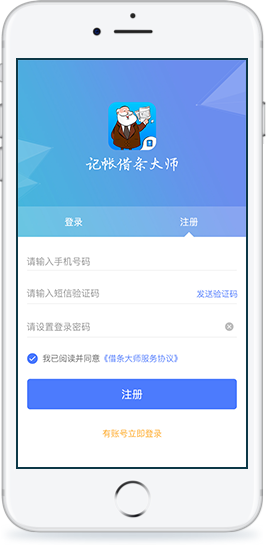 记帐借条大师
登录
注册
请输入手机号码
请输入短信验证码
发送验证码
请设置登录密码
我已阅读并同意《借条大师服务协议》
注册
有账号立即登录